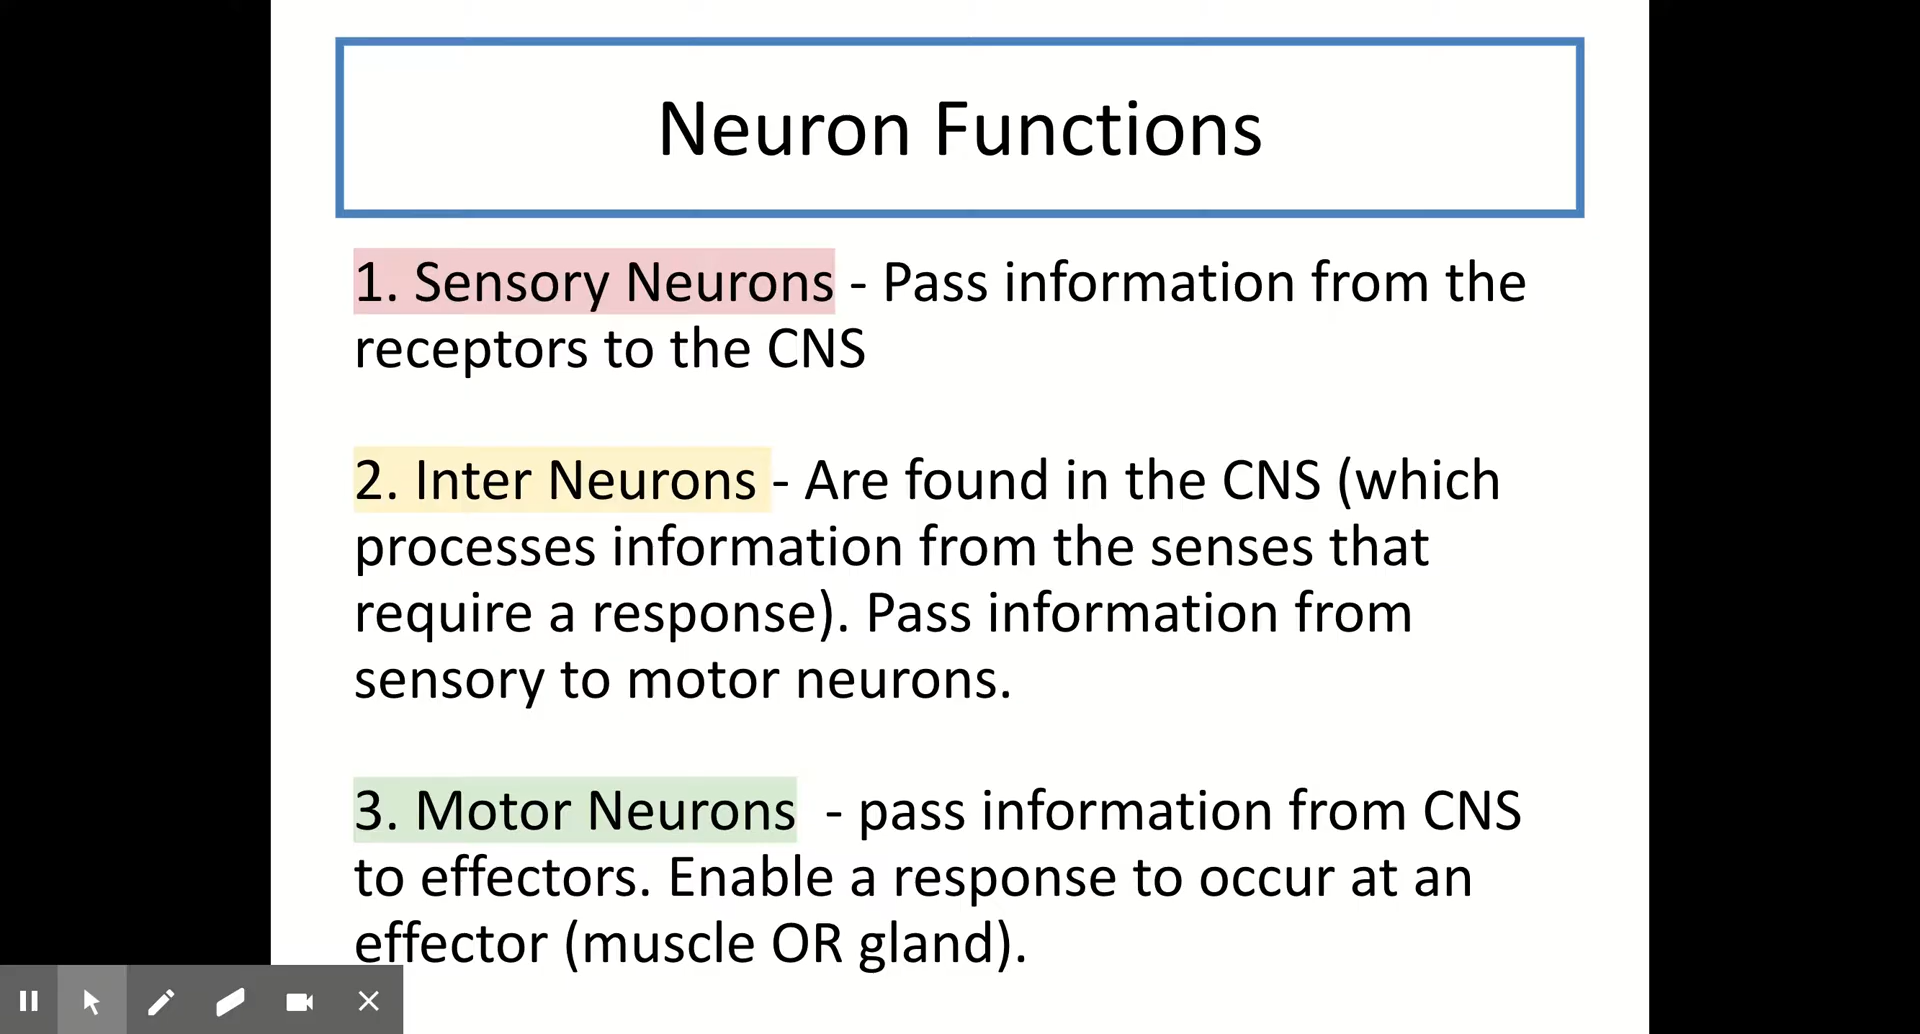 Neuron Functions
1. Sensory Neurons - Pass information from the
receptors to the CNS
2. Inter Neurons - Are found in the CNS (which
processes information from the senses that
require a response). Pass information from
sensory to motor neurons.
3. Motor Neurons - pass information from CNS
to effectors. Enable a response to occur at an
effector (muscle OR gland).